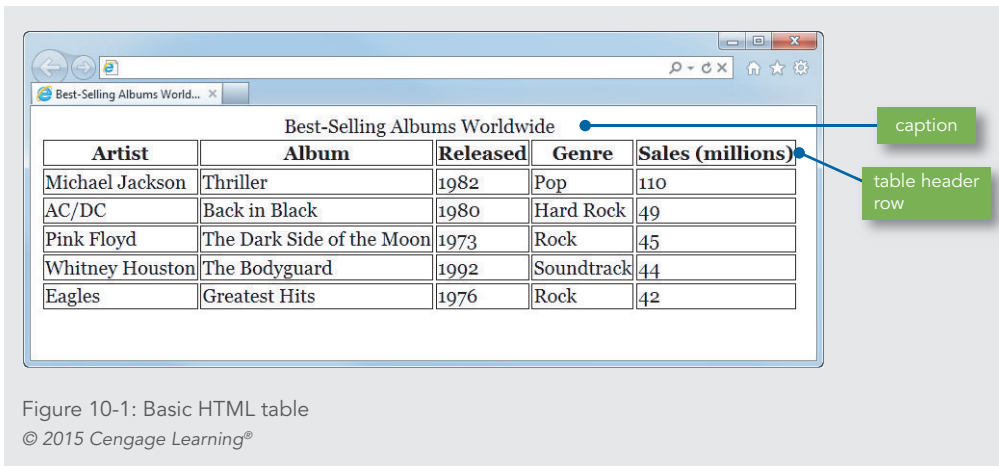 Best-Selling Albums World...
Best-Selling Albums Worldwide
caption
Artist Album Released Genre Sales (millions)
table header
row
Michael Jackson Thriller 1982 Pop 110
AC/DC Back in Black 1980 Hard Rock 49
Pink Floyd The Dark Side of the Moon 1973 Rock 45
Whitney Houston The Bodyguard 1992 Soundtrack 44
Eagles Greatest Hits 1976 Rock 42
Figure 10-1: Basic HTML table
© 2015 Cengage Learning®